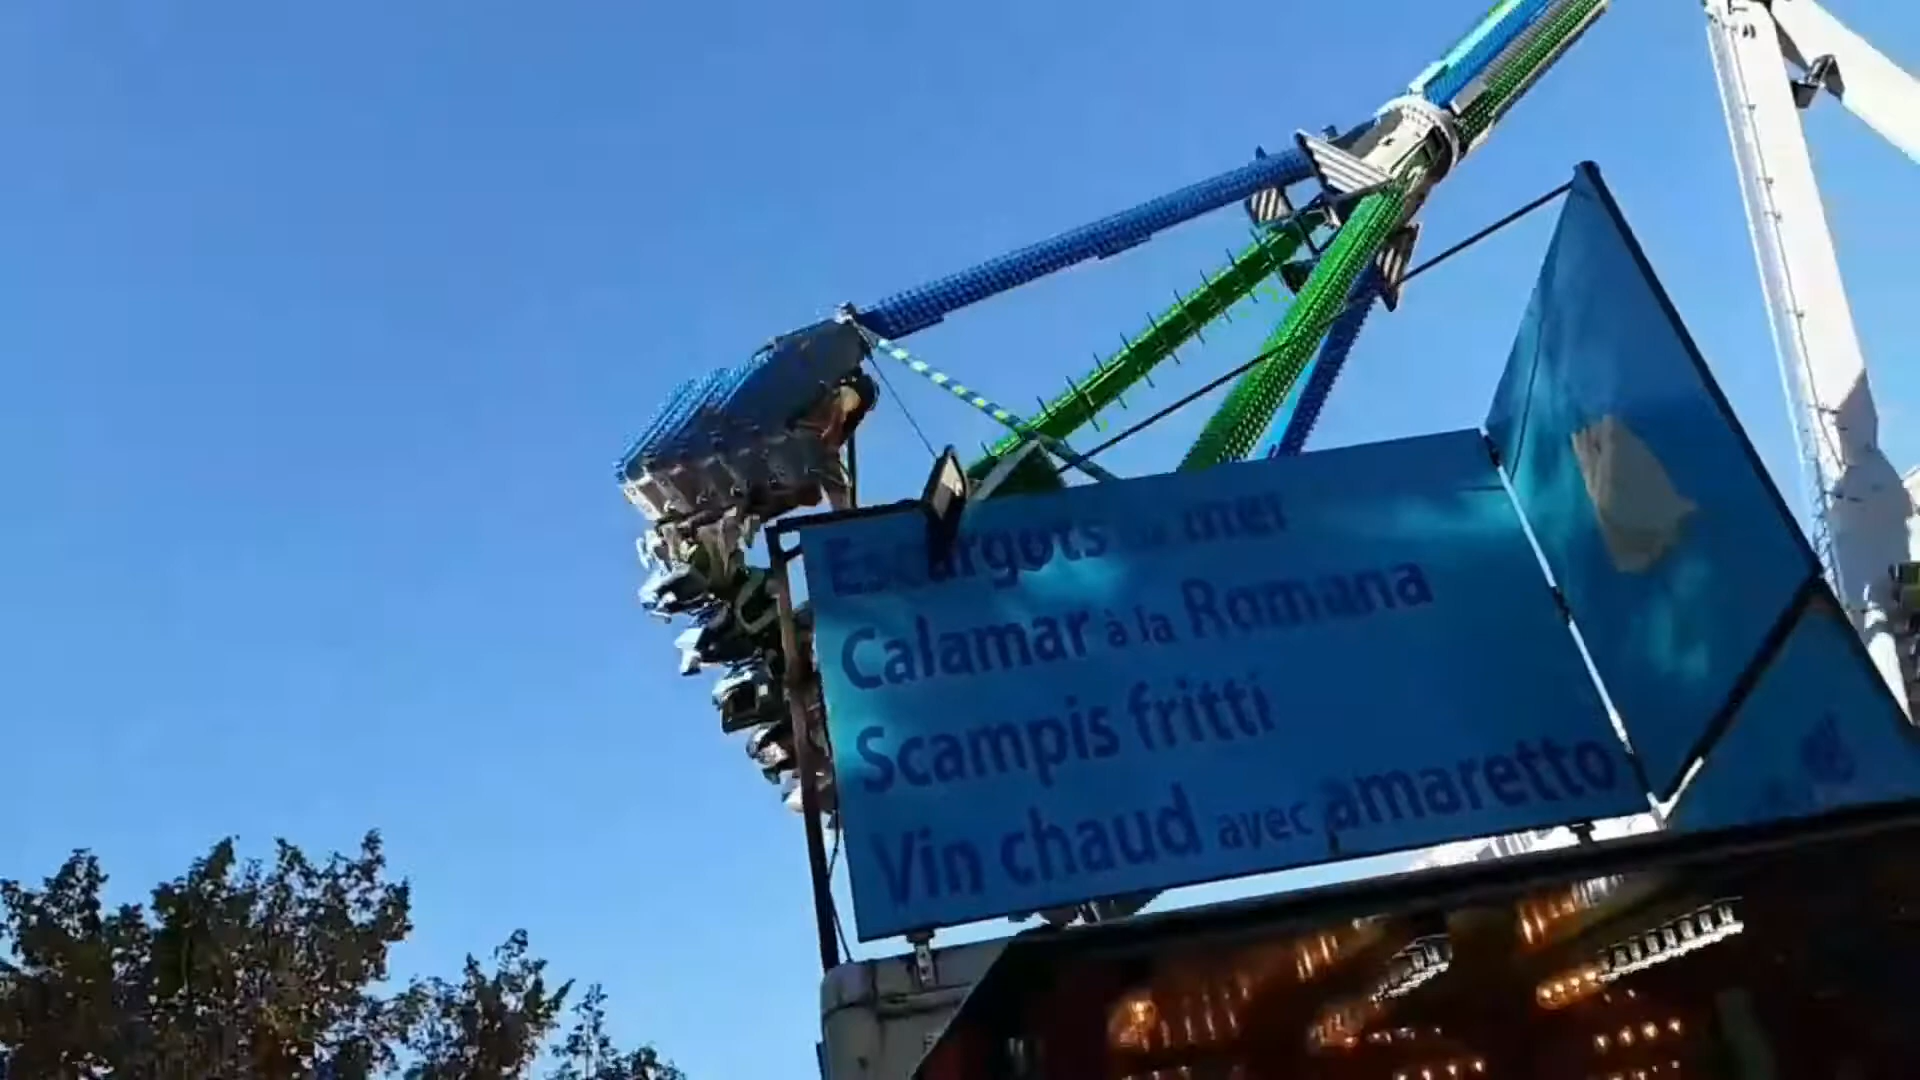 Escargots de mer
Calamar à la Romana
Scampis fritti
Vin chaud avec amaretto